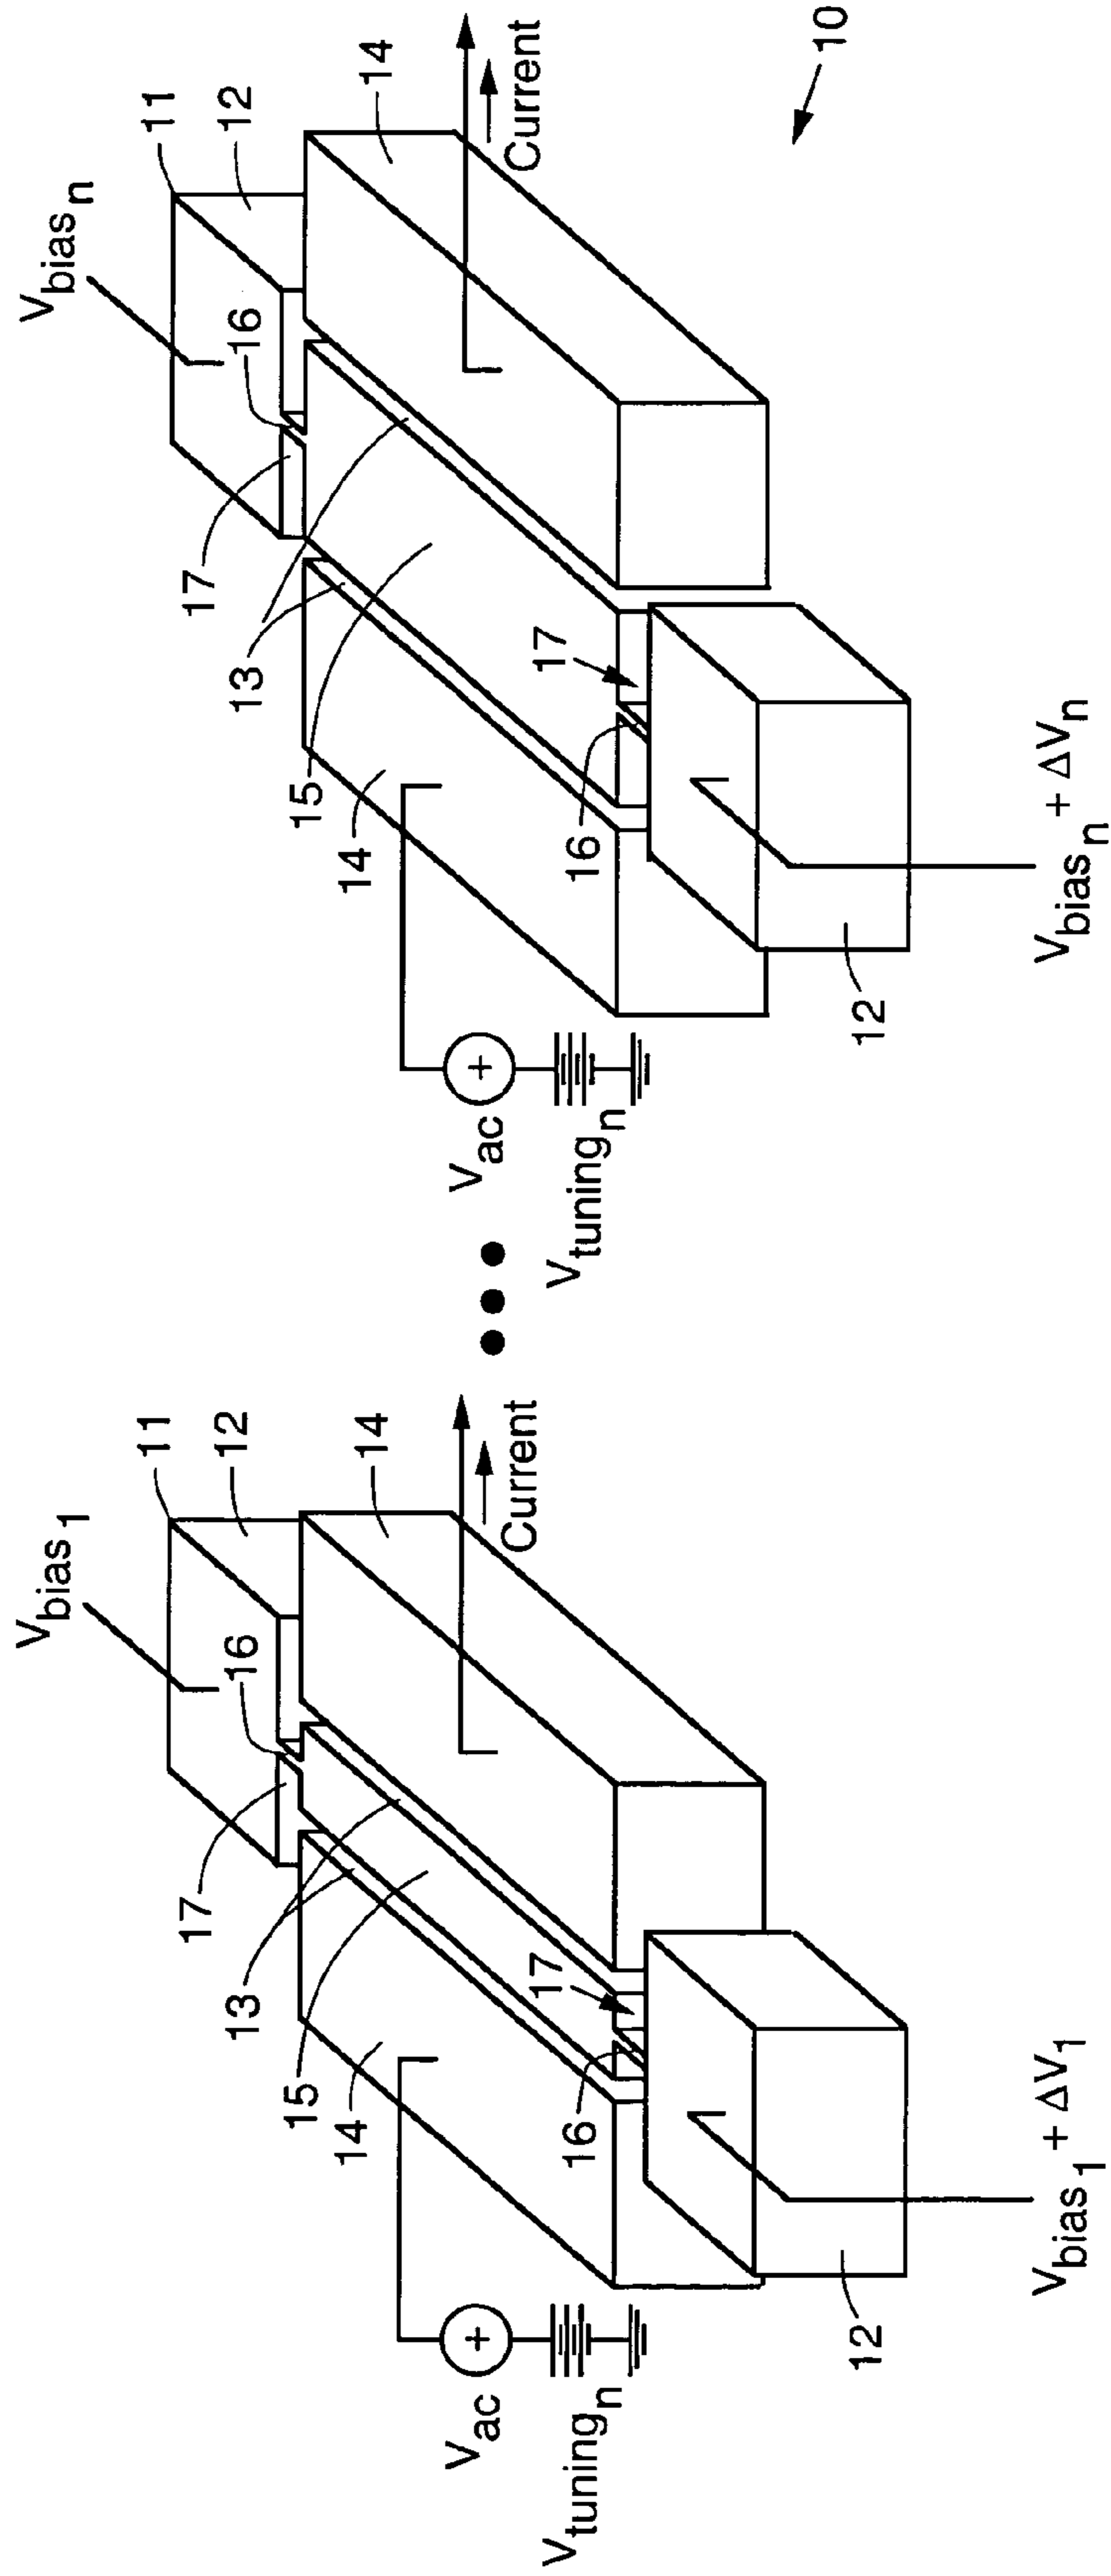 V_bias_1
11
12
16
14
17
13
Current
15
14
17
16
V_ac
V_tuning_n
12
V_bias_1 + ΔV_1
V_bias_n
11
12
16
14
17
13
Current
15
14
17
16
V_ac
V_tuning_n
12
V_bias_n + ΔV_n
10